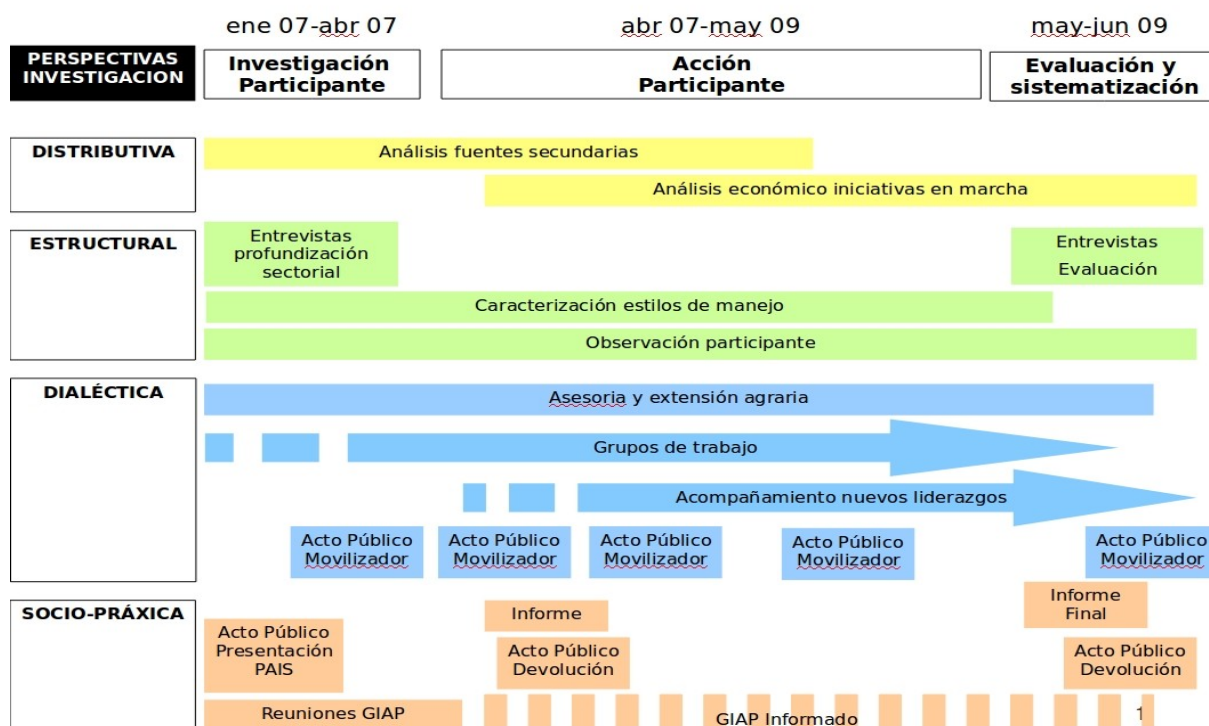 ene 07-abr 07
abr 07-may 09
may-jun 09
PERSPECTIVAS
INVESTIGACION
Investigación
Participante
Acción
Participante
Evaluación y
sistematización
DISTRIBUTIVA
Análisis fuentes secundarias
Análisis económico iniciativas en marcha
ESTRUCTURAL
Entrevistas
profundización
sectorial
Entrevistas
Evaluación
Caracterización estilos de manejo
Observación participante
DIALÉCTICA
Asesoria y extensión agraria
Grupos de trabajo
Acompañamiento nuevos liderazgos
Acto Público
Movilizador
Acto Público
Movilizador
Acto Público
Movilizador
Acto Público
Movilizador
Acto Público
Movilizador
SOCIO-PRÁXICA
Acto Público
Presentación
PAIS
Informe
Acto Público
Devolución
Informe
Final
Acto Público
Devolución
Reuniones GIAP
GIAP Informado
1